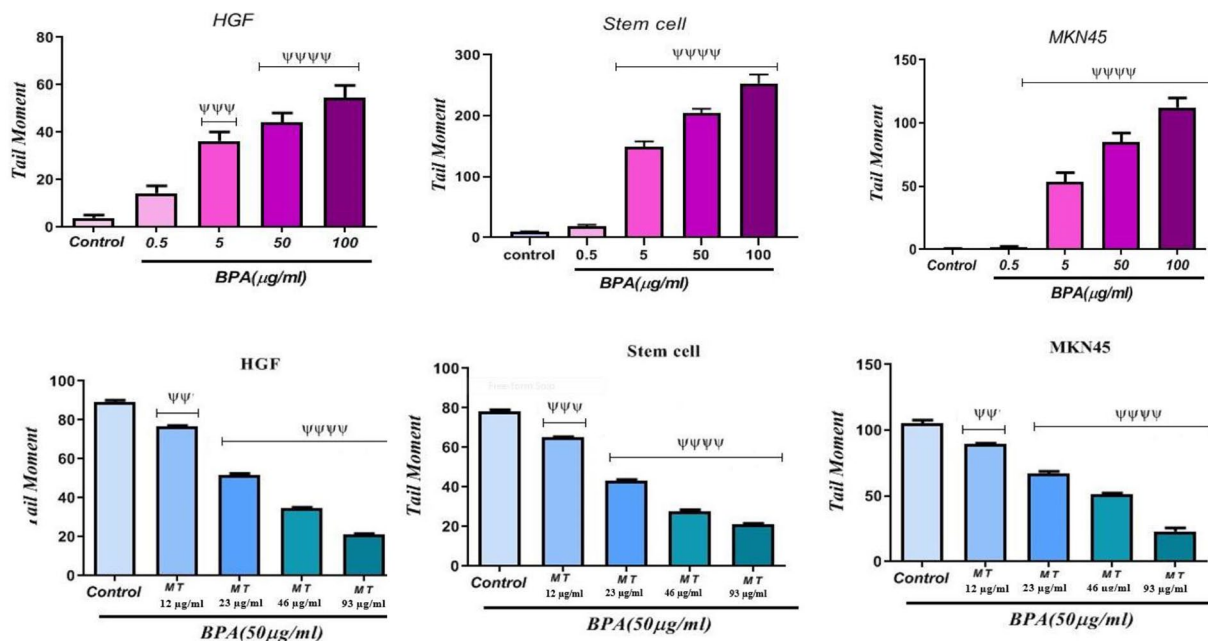 HGF
80
60
40
20
0
Tail Moment
ψψψ
ψψψψ
Control
0.5
5
50
100
BPA(μg/ml)
Stem cell
300
200
100
0
Tail Moment
ψψψψ
control
0.5
5
50
100
BPA(μg/ml)
MKN45
150
100
50
0
Tail Moment
ψψψψ
Control
0.5
5
50
100
BPA(μg/ml)
HGF
100
80
60
40
20
0
ail Moment
ψψ
ψψψψ
Control
MT
12 μg/ml
MT
23 μg/ml
MT
46 μg/ml
MT
93 μg/ml
BPA(50μg/ml)
Stem cell
Free-form Snip
100
80
60
40
20
0
Tail Moment
ψψψ
ψψψψ
Control
MT
12 μg/ml
MT
23 μg/ml
MT
46 μg/ml
MT
93 μg/ml
BPA(50μg/ml)
MKN45
150
100
50
0
Tail Moment
ψψ
ψψψψ
Control
MT
12 μg/ml
MT
23 μg/ml
MT
46 μg/ml
MT
93 μg/ml
BPA(50μg/ml)